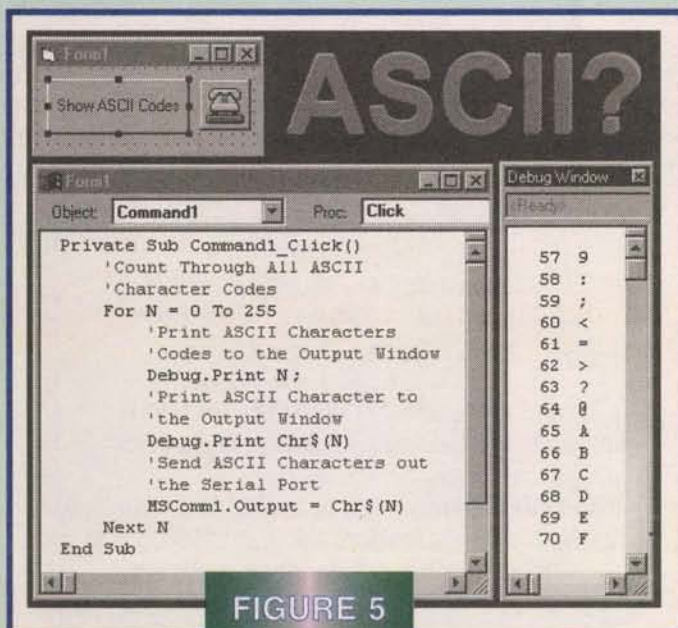 Form1
ASCII?
Show ASCII Codes
Form1
Object: Command1 Proc: Click
Private Sub Command1_Click()
'Count Through All ASCII
'Character Codes
For N = 0 To 255
'Print ASCII Characters
'Codes to the Output Window
Debug.Print N;
'Print ASCII Character to
'the Output Window
Debug.Print Chr$(N)
'Send ASCII Characters out
'the Serial Port
MSComm1.Output = Chr$(N)
Next N
End Sub
Debug Window
<Ready>
57 9
58 :
59 ;
60 <
61 =
62 >
63 ?
64 @
65 A
66 B
67 C
68 D
69 E
70 F
FIGURE 5